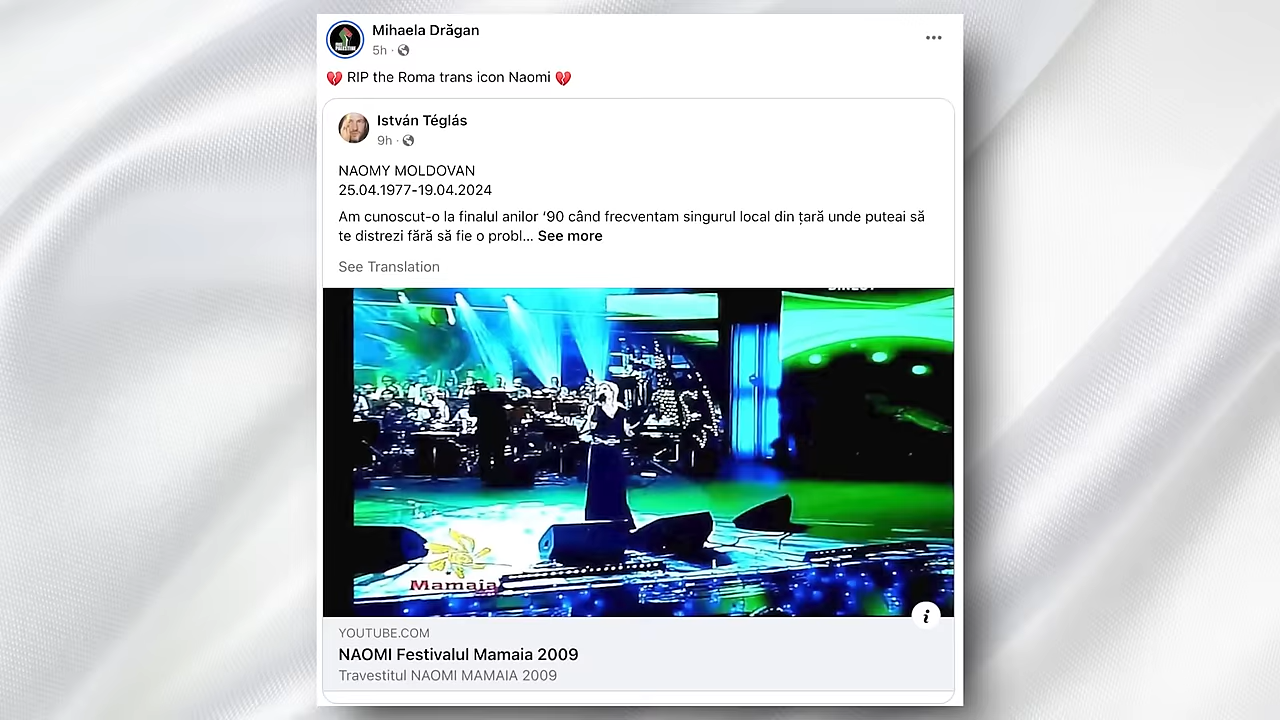 Mihaela Drăgan
5h
💔 RIP the Roma trans icon Naomi 💔
István Téglás
9h
NAOMY MOLDOVAN
25.04.1977-19.04.2024
Am cunoscut-o la finalul anilor ‘90 când frecventam singurul local din țară unde puteai să
te distrezi fără să fie o probl... See more
See Translation
Mamaia
YOUTUBE.COM
NAOMI Festivalul Mamaia 2009
Travestitul NAOMI MAMAIA 2009